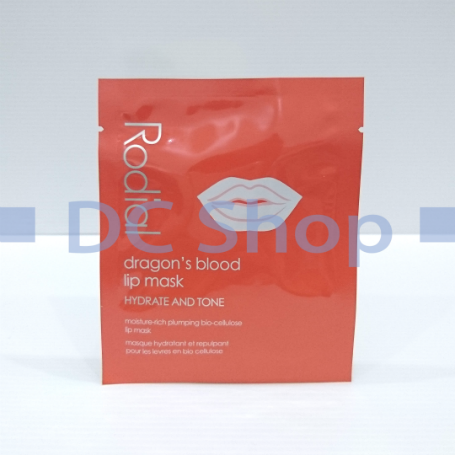 Rodial
DC Shop
dragon's blood
lip mask
HYDRATE AND TONE
moisture-rich plumping bio-cellulose
lip mask
masque hydratant et repulpant
pour les levres en bio cellulose